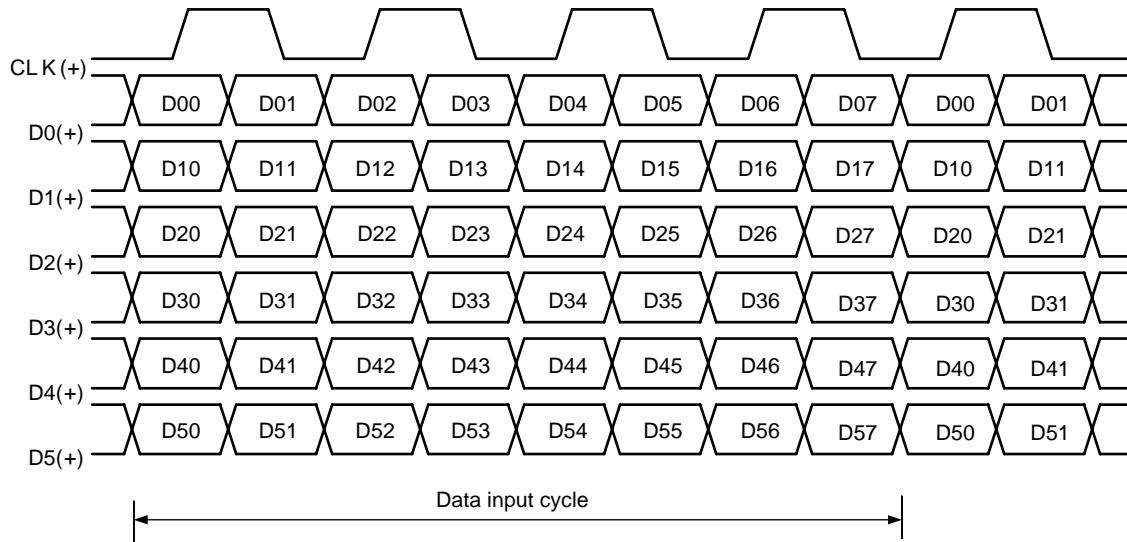 CLK(+)
D00 D01 D02 D03 D04 D05 D06 D07 D00 D01
D0(+)
D10 D11 D12 D13 D14 D15 D16 D17 D10 D11
D1(+)
D20 D21 D22 D23 D24 D25 D26 D27 D20 D21
D2(+)
D30 D31 D32 D33 D34 D35 D36 D37 D30 D31
D3(+)
D40 D41 D42 D43 D44 D45 D46 D47 D40 D41
D4(+)
D50 D51 D52 D53 D54 D55 D56 D57 D50 D51
D5(+)
Data input cycle